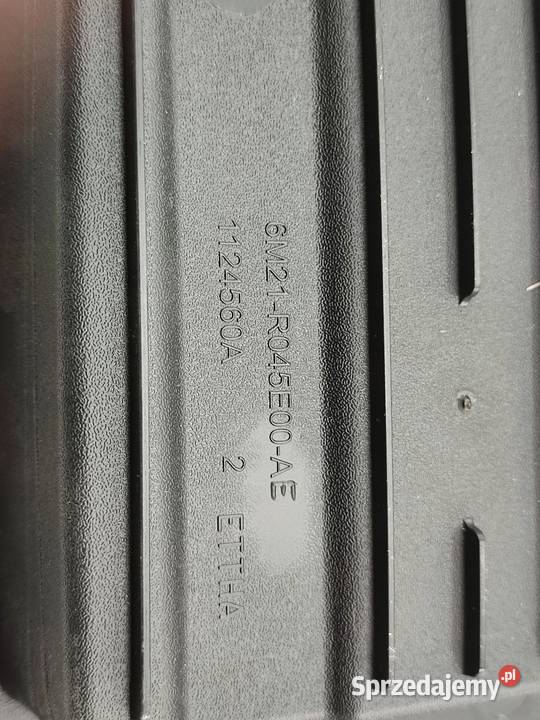 6M21-R045E00-AE
1124560A 2 ETTHA
Sprzedajemy.pl